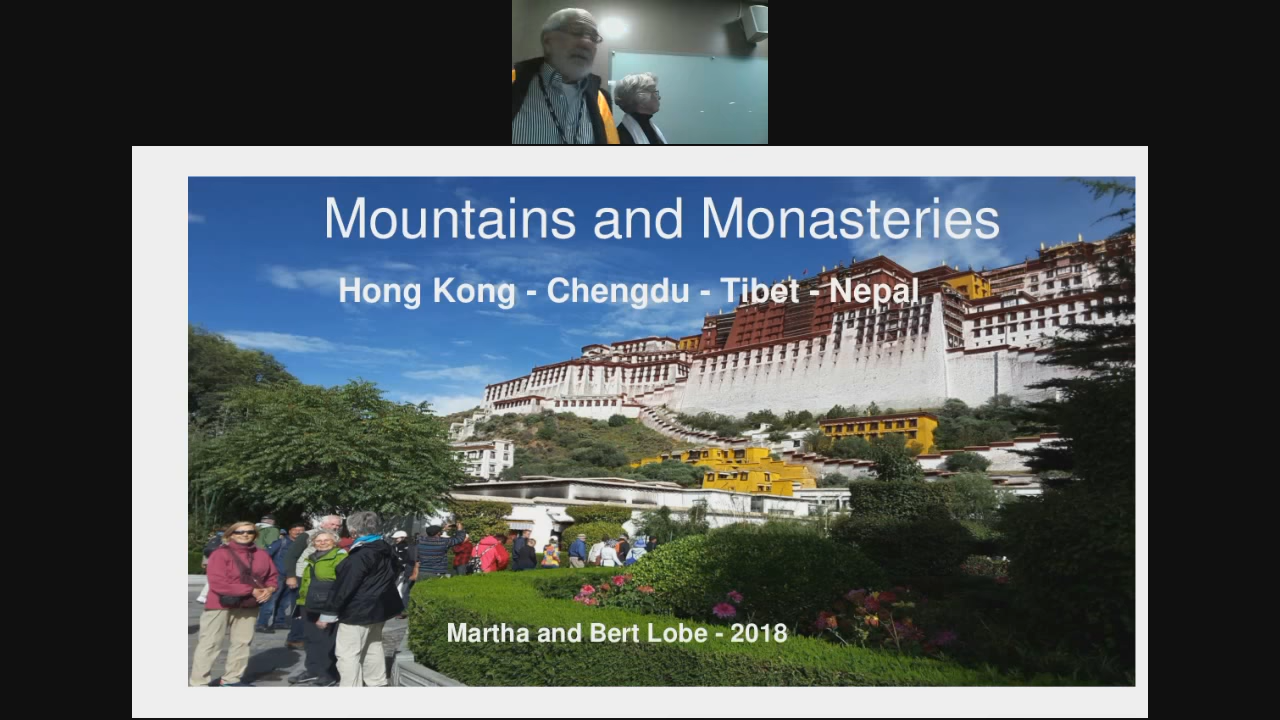 Mountains and Monasteries
Hong Kong - Chengdu - Tibet - Nepal
Martha and Bert Lobe - 2018